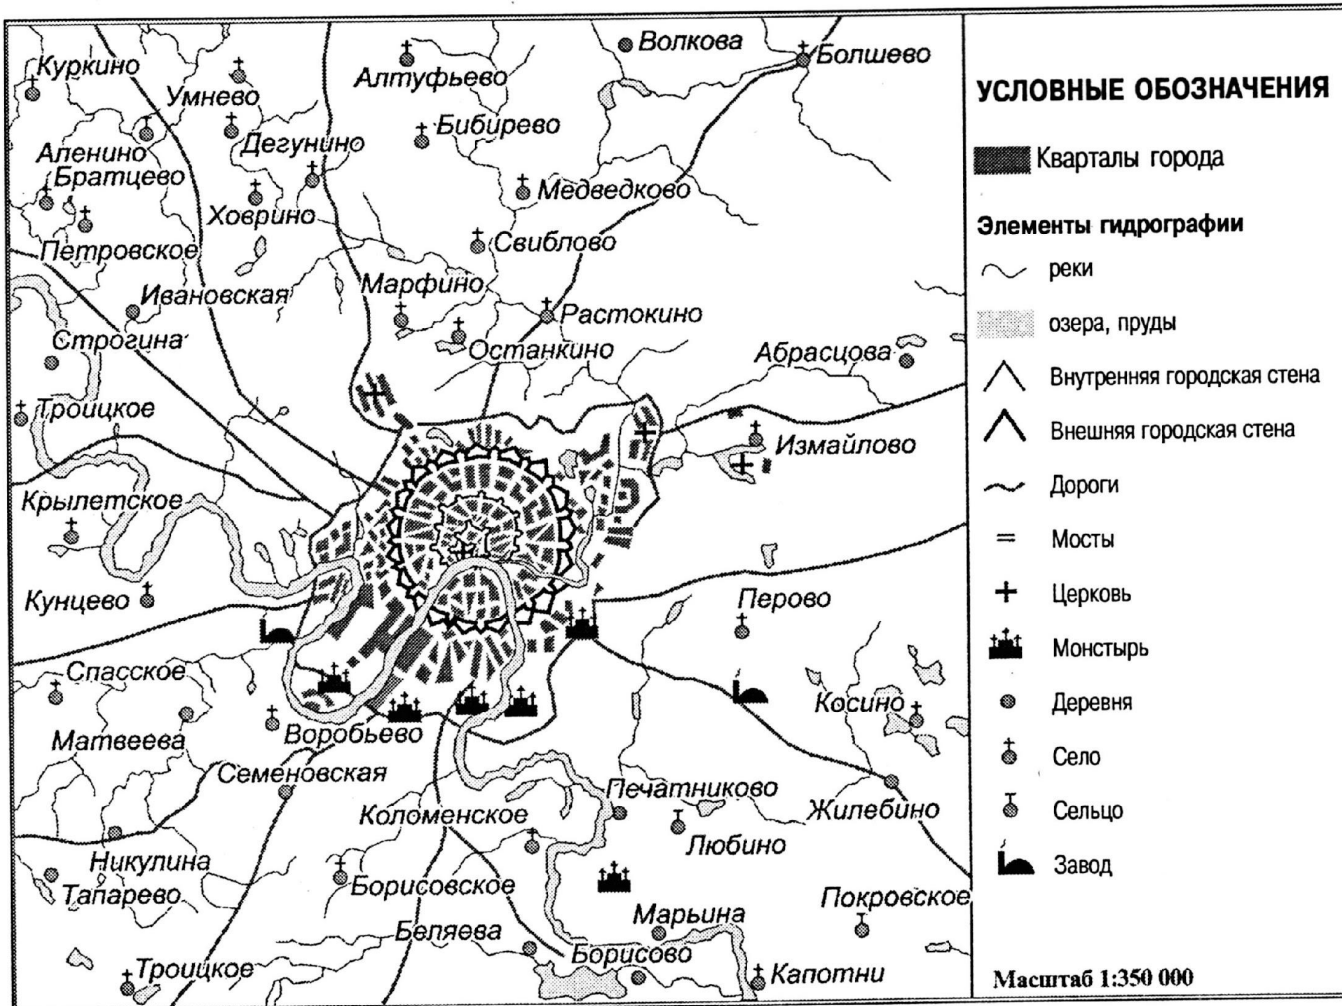 Куркино
Умнево
Алтуфьево
Волкова
Болшево
Аленино
Дегунино
Бибирево
Братцево
Ховрино
Медведково
Петровское
Свиблово
Ивановская
Марфино
Растокино
Строгина
Останкино
Абрасцова
Троицкое
Измайлово
Крылетское
Кунцево
Перово
Спасское
Косино
Матвеева
Воробьево
Семеновская
Печатниково
Коломенское
Жилебино
Любино
Никулина
Тапарево
Борисовское
Покровское
Марьина
Беляева
Борисово
Троицкое
Капотни
УСЛОВНЫЕ ОБОЗНАЧЕНИЯ
Кварталы города
Элементы гидрографии
реки
озера, пруды
Внутренняя городская стена
Внешняя городская стена
Дороги
Мосты
Церковь
Монстырь
Деревня
Село
Сельцо
Завод
Масштаб 1:350 000